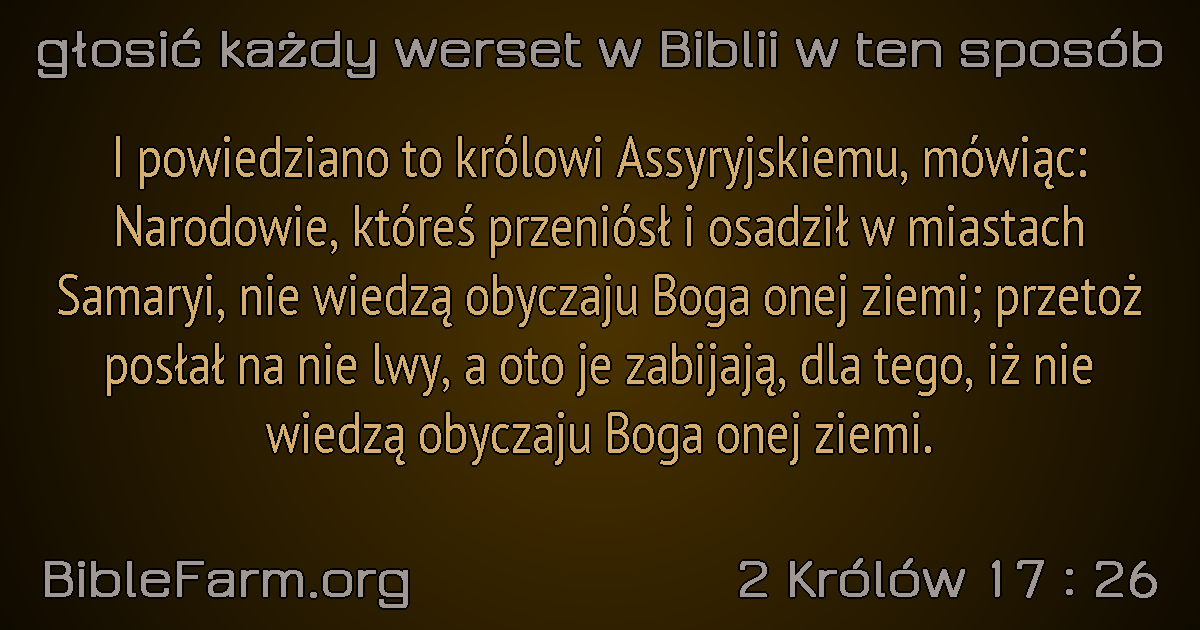 głosić każdy werset w Biblii w ten sposób
I powiedziano to królowi Assyryjskiemu, mówiąc:
Narodowie, któreś przeniósł i osadził w miastach
Samaryi, nie wiedzą obyczaju Boga onej ziemi; przetoż
posłał na nie lwy, a oto je zabijają, dla tego, iż nie
wiedzą obyczaju Boga onej ziemi.
BibleFarm.org
2 Królów 17 : 26